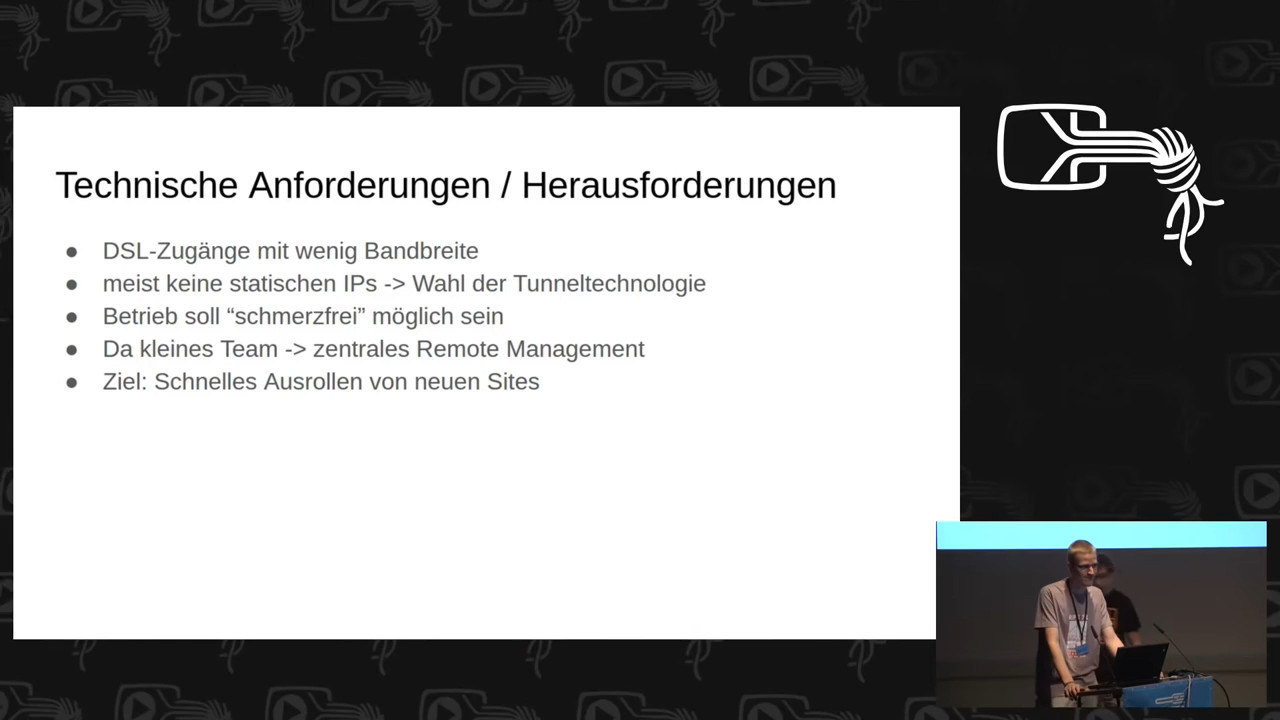 Technische Anforderungen / Herausforderungen
● DSL-Zugänge mit wenig Bandbreite
● meist keine statischen IPs -> Wahl der Tunneltechnologie
● Betrieb soll “schmerzfrei” möglich sein
● Da kleines Team -> zentrales Remote Management
● Ziel: Schnelles Ausrollen von neuen Sites